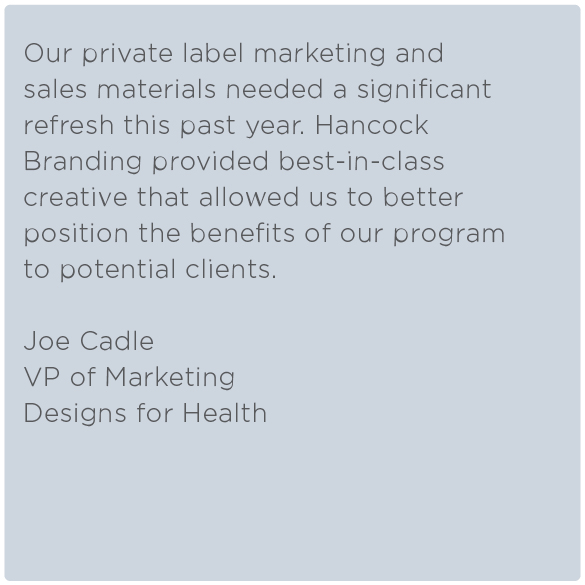 Our private label marketing and
sales materials needed a significant
refresh this past year. Hancock
Branding provided best-in-class
creative that allowed us to better
position the benefits of our program
to potential clients.
Joe Cadle
VP of Marketing
Designs for Health